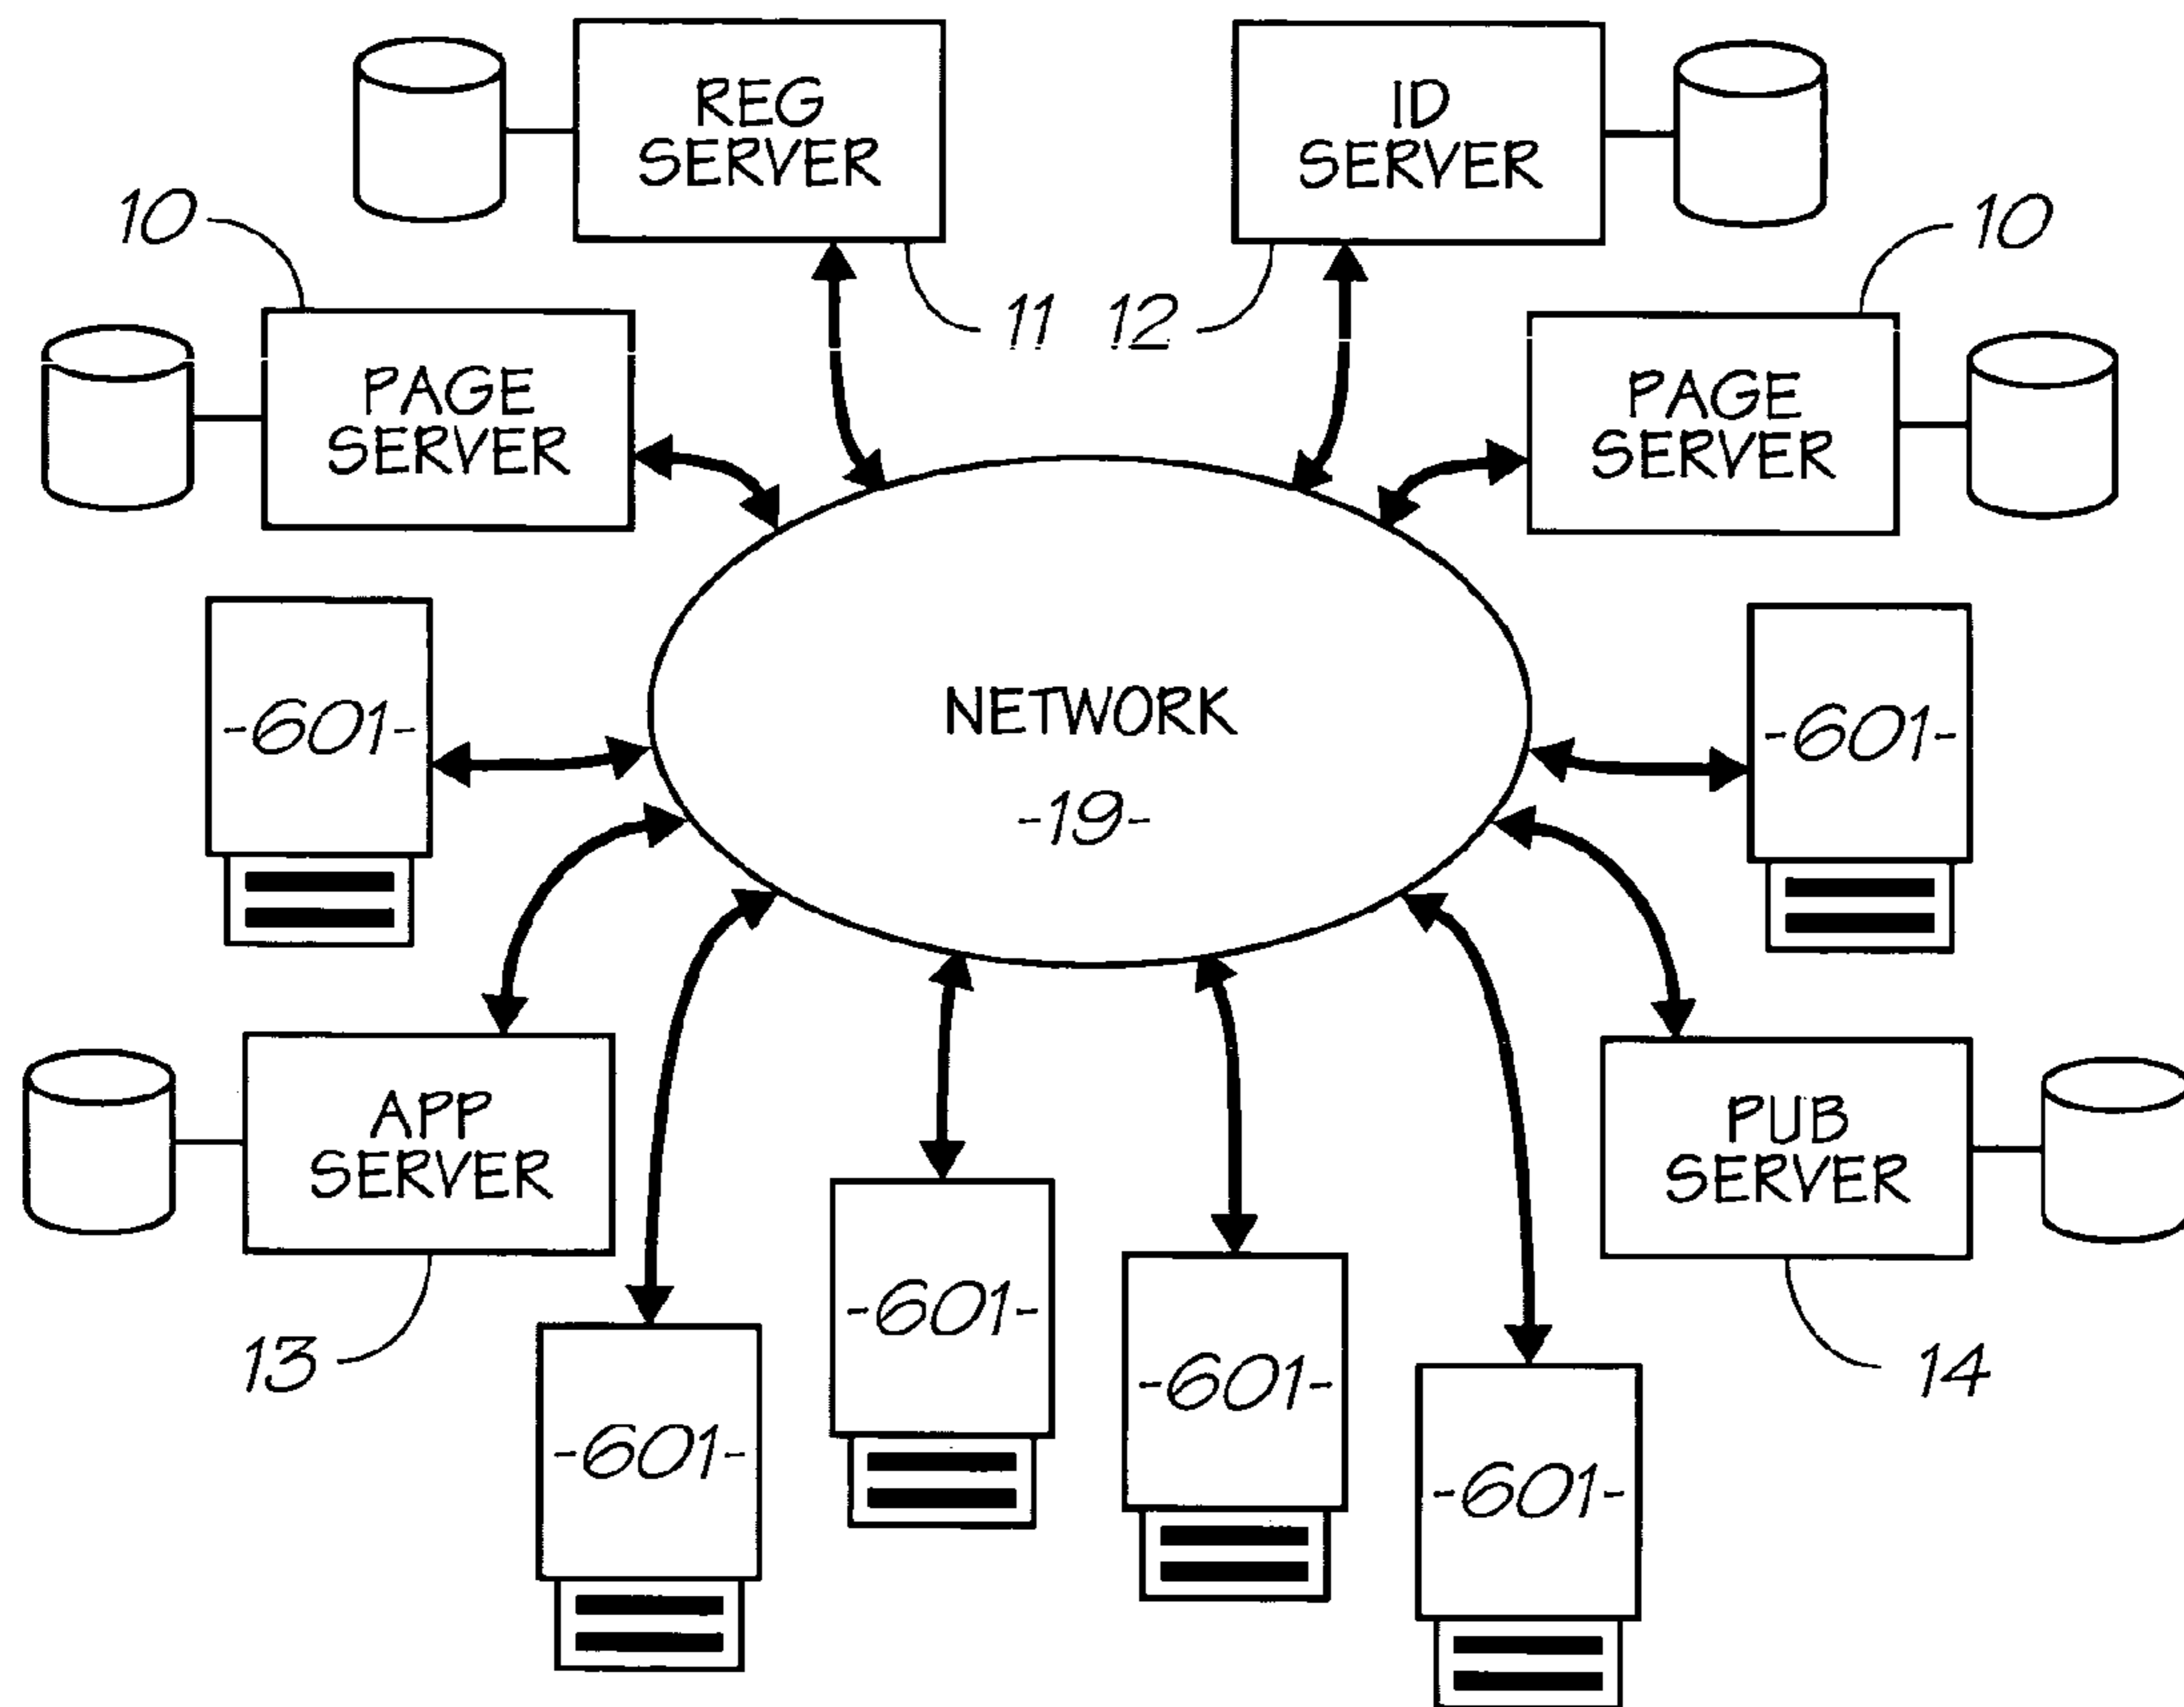 REG
SERVER
ID
SERVER
10
10
11
12
PAGE
SERVER
PAGE
SERVER
-601-
NETWORK
-19-
-601-
APP
SERVER
PUB
SERVER
13
-601-
-601-
-601-
-601-
14